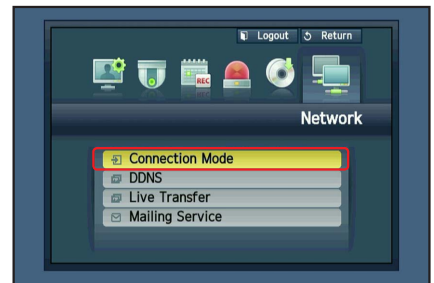 Logout Return
REC
Network
Connection Mode
DDNS
Live Transfer
Mailing Service